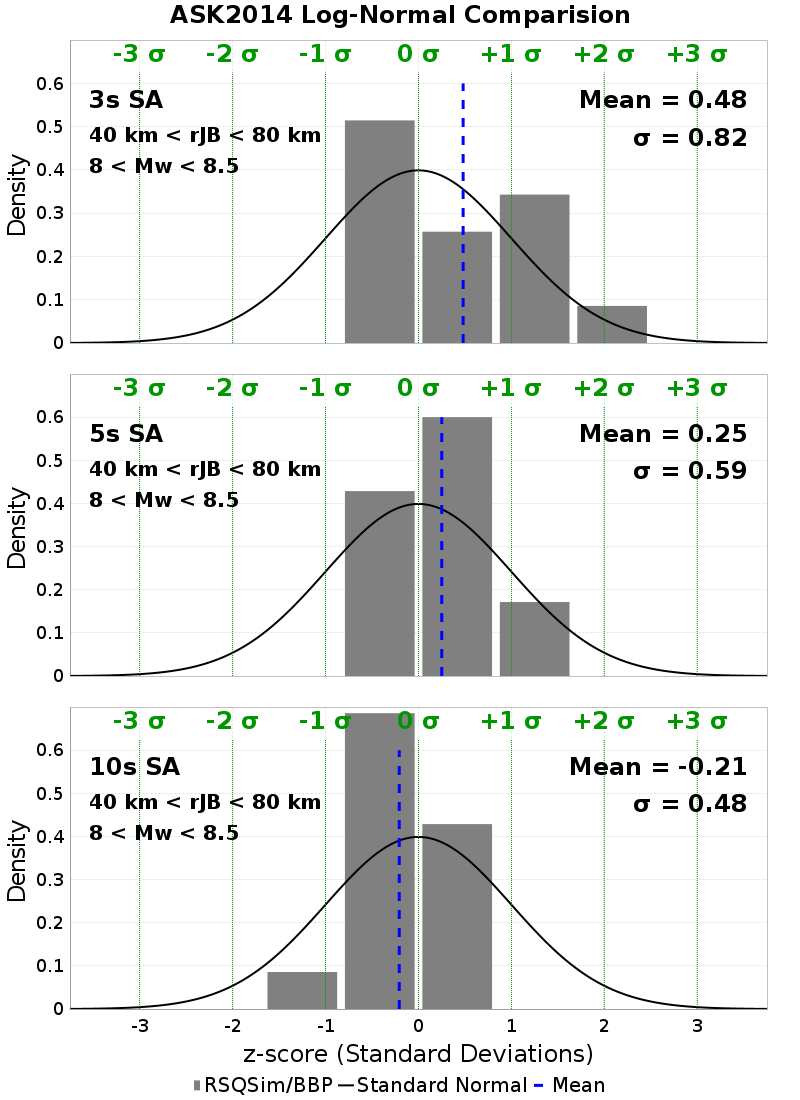 ASK2014 Log-Normal Comparision
-3 σ -2 σ -1 σ 0 σ +1 σ +2 σ +3 σ
3s SA
40 km < rJB < 80 km
8 < Mw < 8.5
Mean = 0.48
σ = 0.82
Density
0.6
0.5
0.4
0.3
0.2
0.1
0
-3 σ -2 σ -1 σ 0 σ +1 σ +2 σ +3 σ
5s SA
40 km < rJB < 80 km
8 < Mw < 8.5
Mean = 0.25
σ = 0.59
Density
0.6
0.5
0.4
0.3
0.2
0.1
0
-3 σ -2 σ -1 σ 0 σ +1 σ +2 σ +3 σ
10s SA
40 km < rJB < 80 km
8 < Mw < 8.5
Mean = -0.21
σ = 0.48
Density
0.6
0.5
0.4
0.3
0.2
0.1
0
-3 -2 -1 0 1 2 3
z-score (Standard Deviations)
RSQSim/BBP Standard Normal Mean